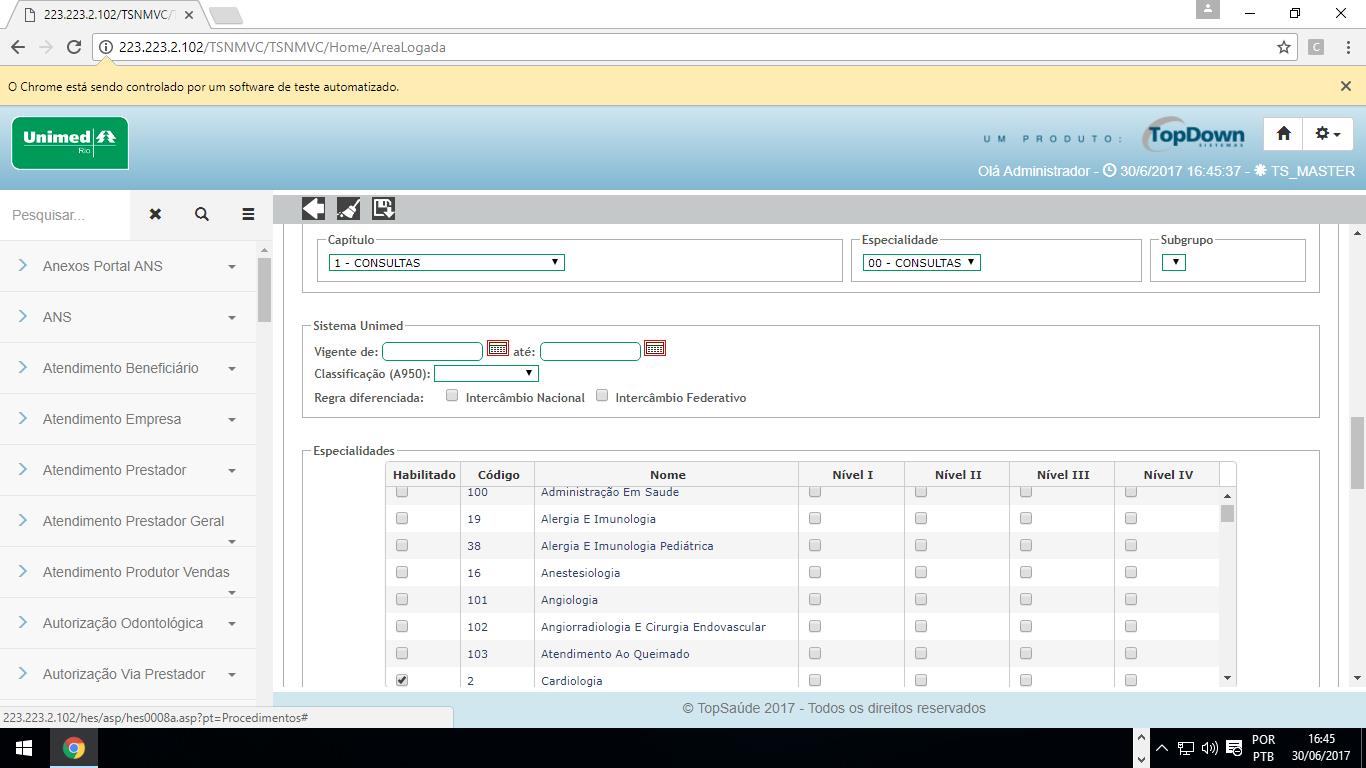 223.223.2.102/TSNMVC/T
223.223.2.102/TSNMVC/TSNMVC/Home/AreaLogada
C
O Chrome está sendo controlado por um software de teste automatizado.
Unimed
Rio
UM PRODUTO:
TopDown
SISTEMAS
Olá Administrador - 30/6/2017 16:45:37 - TS_MASTER
Pesquisar...
Anexos Portal ANS
ANS
Atendimento Beneficiário
Atendimento Empresa
Atendimento Prestador
Atendimento Prestador Geral
Atendimento Produtor Vendas
Autorização Odontológica
Autorização Via Prestador
Capítulo
1 - CONSULTAS
Especialidade
00 - CONSULTAS
Subgrupo
Sistema Unimed
Vigente de: até:
Classificação (A950):
Regra diferenciada: Intercâmbio Nacional Intercâmbio Federativo
Especialidades
Habilitado Código Nome Nível I Nível II Nível III Nível IV
100 Administração Em Saude
19 Alergia E Imunologia
38 Alergia E Imunologia Pediátrica
16 Anestesiologia
101 Angiologia
102 Angiorradiologia E Cirurgia Endovascular
103 Atendimento Ao Queimado
2 Cardiologia
© TopSaúde 2017 - Todos os direitos reservados
223.223.2.102/hes/asp/hes0008a.asp?pt=Procedimentos#
POR
PTB
16:45
30/06/2017